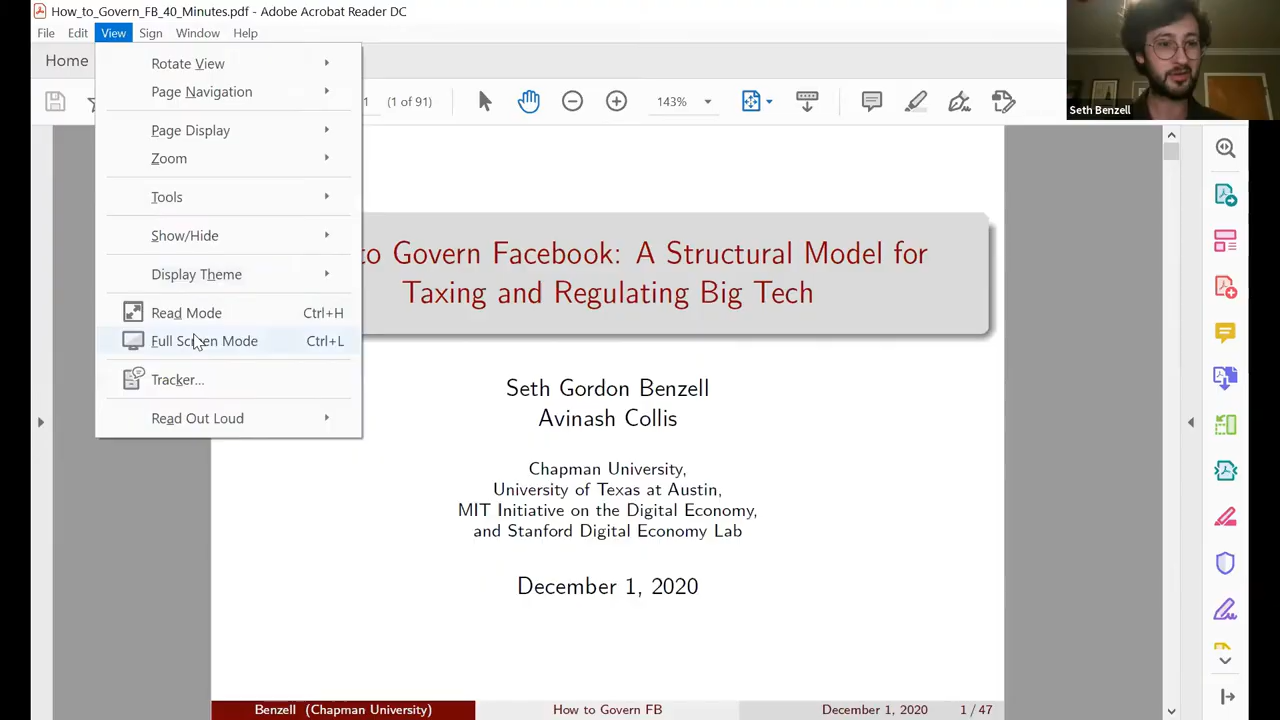 How_to_Govern_FB_40_Minutes.pdf - Adobe Acrobat Reader DC
File Edit View Sign Window Help
Home
1 (1 of 91) 143%
Rotate View
Page Navigation
Page Display
Zoom
Tools
Show/Hide
Display Theme
Read Mode Ctrl+H
Full Screen Mode Ctrl+L
Tracker...
Read Out Loud
Seth Benzell
to Govern Facebook: A Structural Model for
Taxing and Regulating Big Tech
Seth Gordon Benzell
Avinash Collis
Chapman University,
University of Texas at Austin,
MIT Initiative on the Digital Economy,
and Stanford Digital Economy Lab
December 1, 2020
Benzell (Chapman University) How to Govern FB December 1, 2020 1 / 47